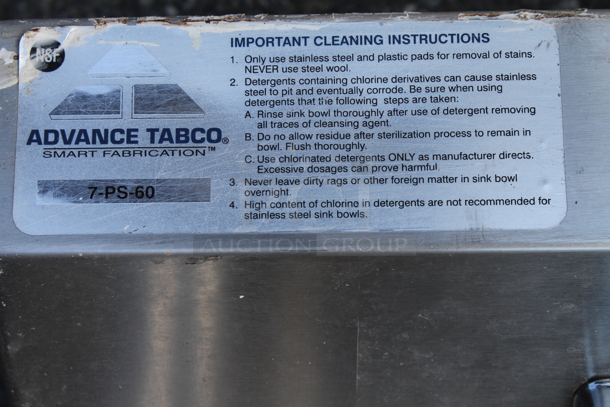 NSF
ADVANCE TABCO®
SMART FABRICATION™
7-PS-60
IMPORTANT CLEANING INSTRUCTIONS
1. Only use stainless steel and plastic pads for removal of stains.
NEVER use steel wool.
2. Detergents containing chlorine derivatives can cause stainless
steel to pit and eventually corrode. Be sure when using
detergents that the following steps are taken:
A. Rinse sink bowl thoroughly after use of detergent removing
all traces of cleansing agent.
B. Do no allow residue after sterilization process to remain in
bowl. Flush thoroughly.
C. Use chlorinated detergents ONLY as manufacturer directs.
Excessive dosages can prove harmful.
3. Never leave dirty rags or other foreign matter in sink bowl
overnight.
4. High content of chlorine in detergents are not recommended for
stainless steel sink bowls.
AUCTION GROUP